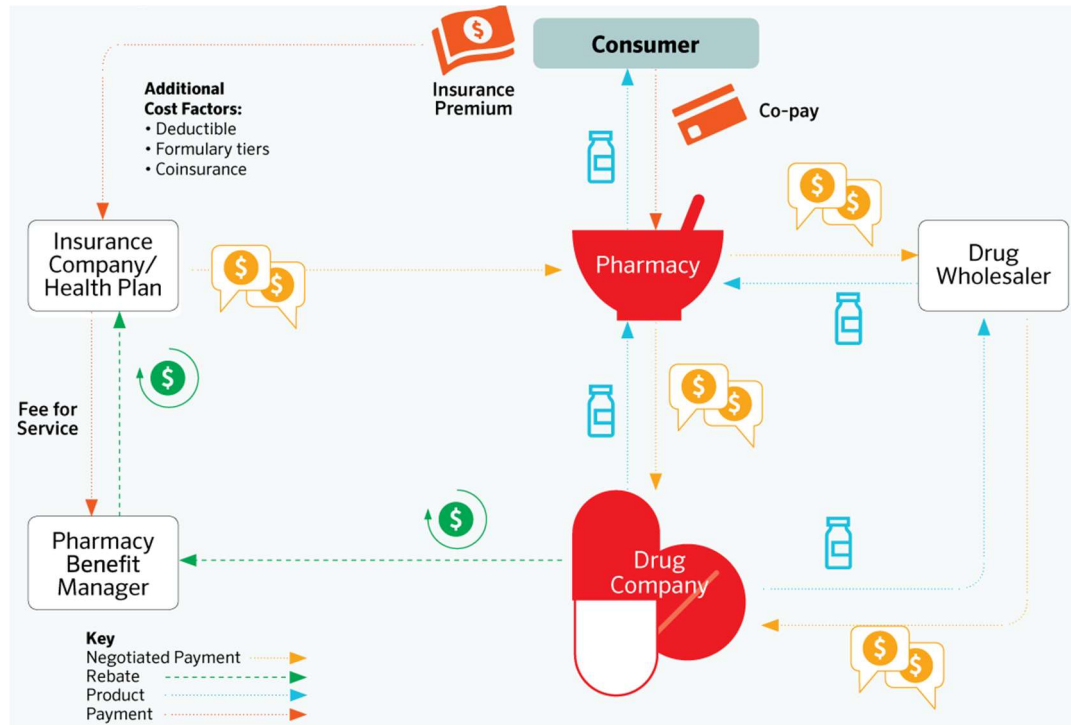 Consumer
Insurance
Premium
Co-pay
Additional
Cost Factors:
• Deductible
• Formulary tiers
• Coinsurance
Insurance
Company/
Health Plan
$
$
$
Pharmacy
$
$
Drug
Wholesaler
$
Fee for
Service
$
$
$
Pharmacy
Benefit
Manager
Drug
Company
$
$
Key
Negotiated Payment
Rebate
Product
Payment